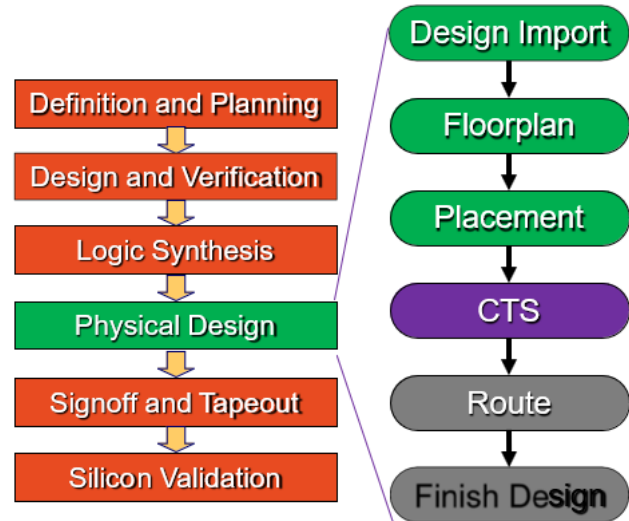 Definition and Planning
Design and Verification
Logic Synthesis
Physical Design
Signoff and Tapeout
Silicon Validation
Design Import
Floorplan
Placement
CTS
Route
Finish Design